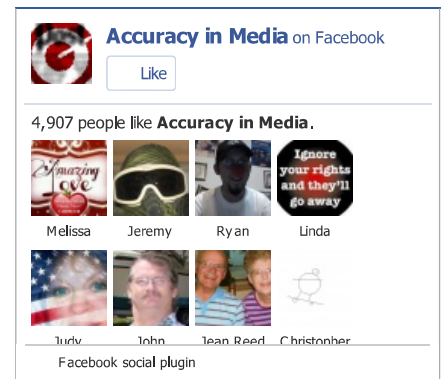 Accuracy in Media on Facebook
Like
4,907 people like Accuracy in Media.
Amazing
Love
Ignore
your rights
and they'll
go away
Melissa Jeremy Ryan Linda
Judy John Jean Reed Christopher
Facebook social plugin